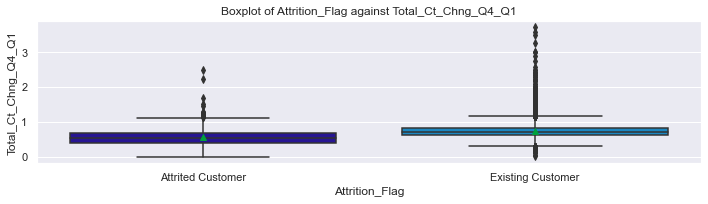 Boxplot of Attrition_Flag against Total_Ct_Chng_Q4_Q1
Total_Ct_Chng_Q4_Q1
3
2
1
0
Attrited Customer
Existing Customer
Attrition_Flag